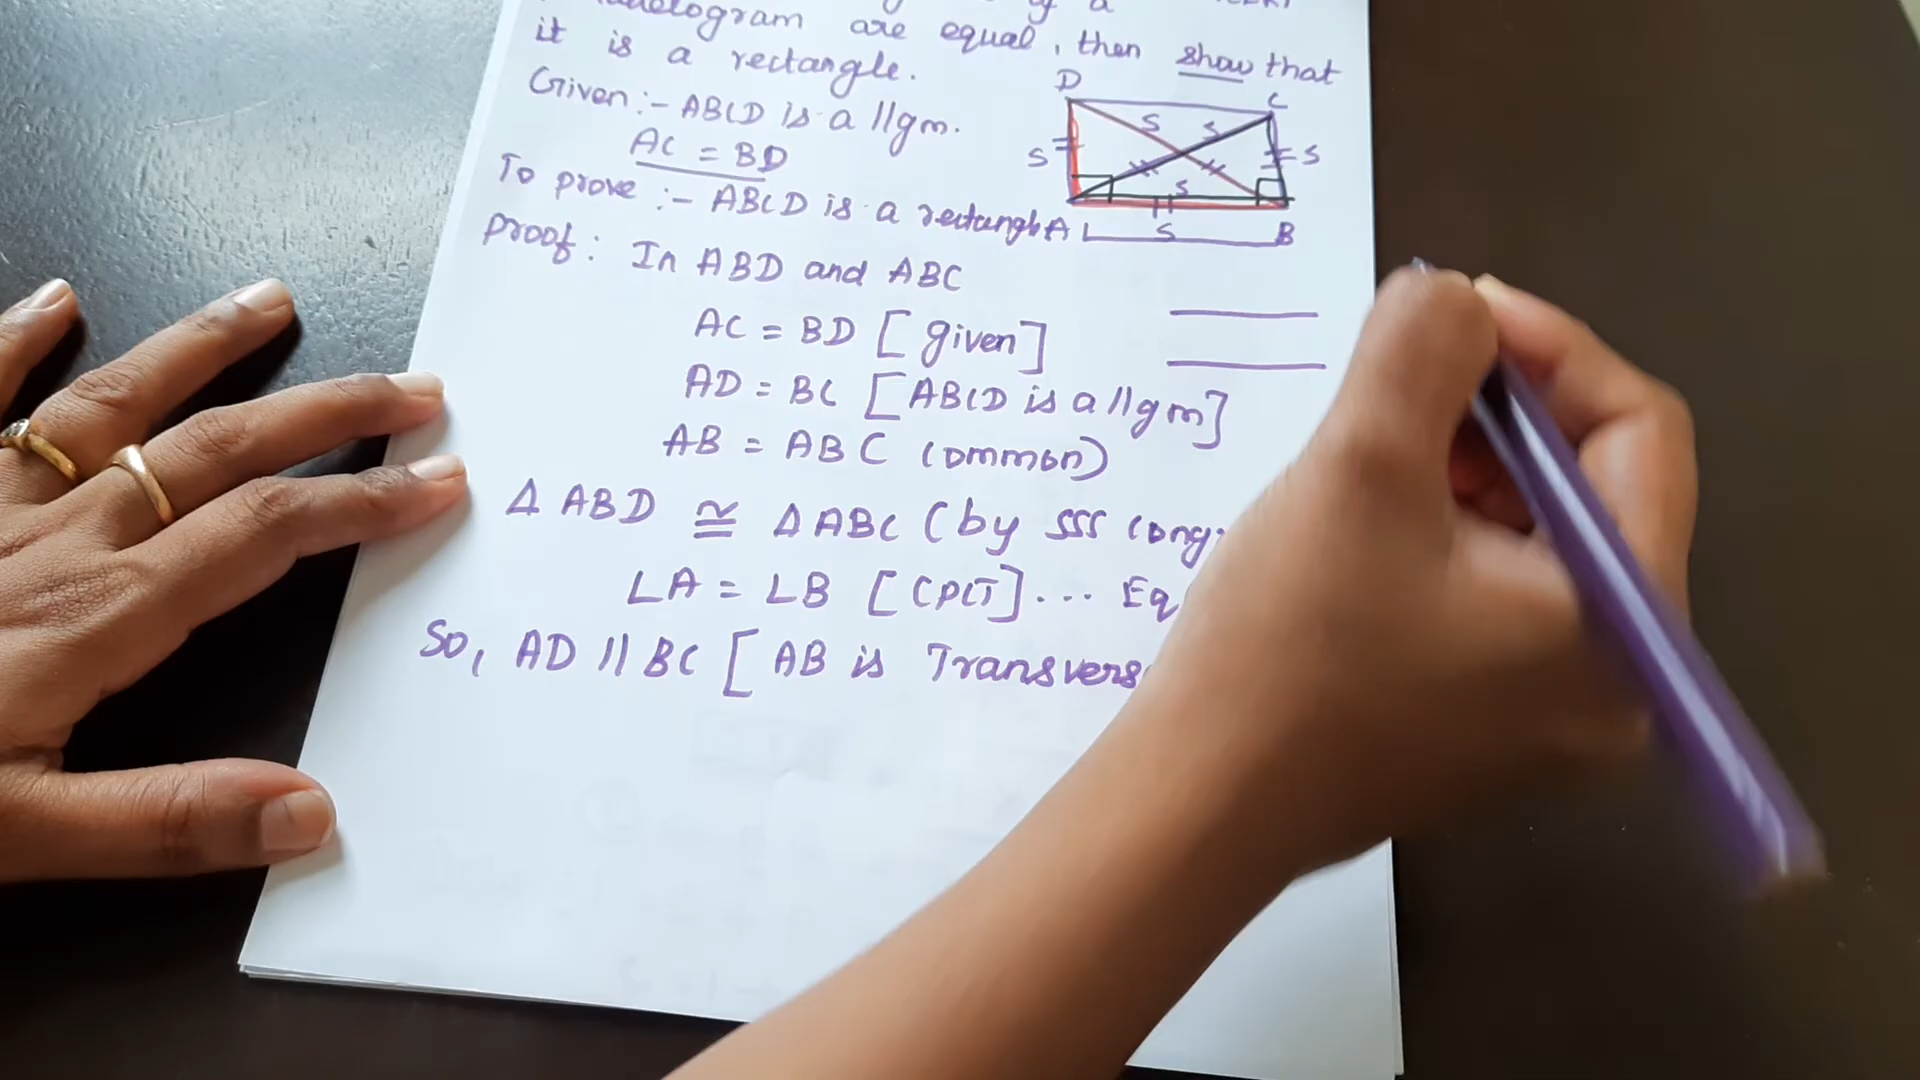 are equal, then show that
it is a rectangle.
Given :- ABCD is a llgm.
AC = BD
To prove :- ABCD is a rectangle
Proof : In ABD and ABC
AC = BD [given]
AD = BC [ABCD is a llgm]
AB = ABC common)
Δ ABD ≅ Δ ABC (by SSS
∠A = ∠B [CPCT]... Eq
So, AD || BC [ AB is
D
C
S
S
S
S
S
A
S
B